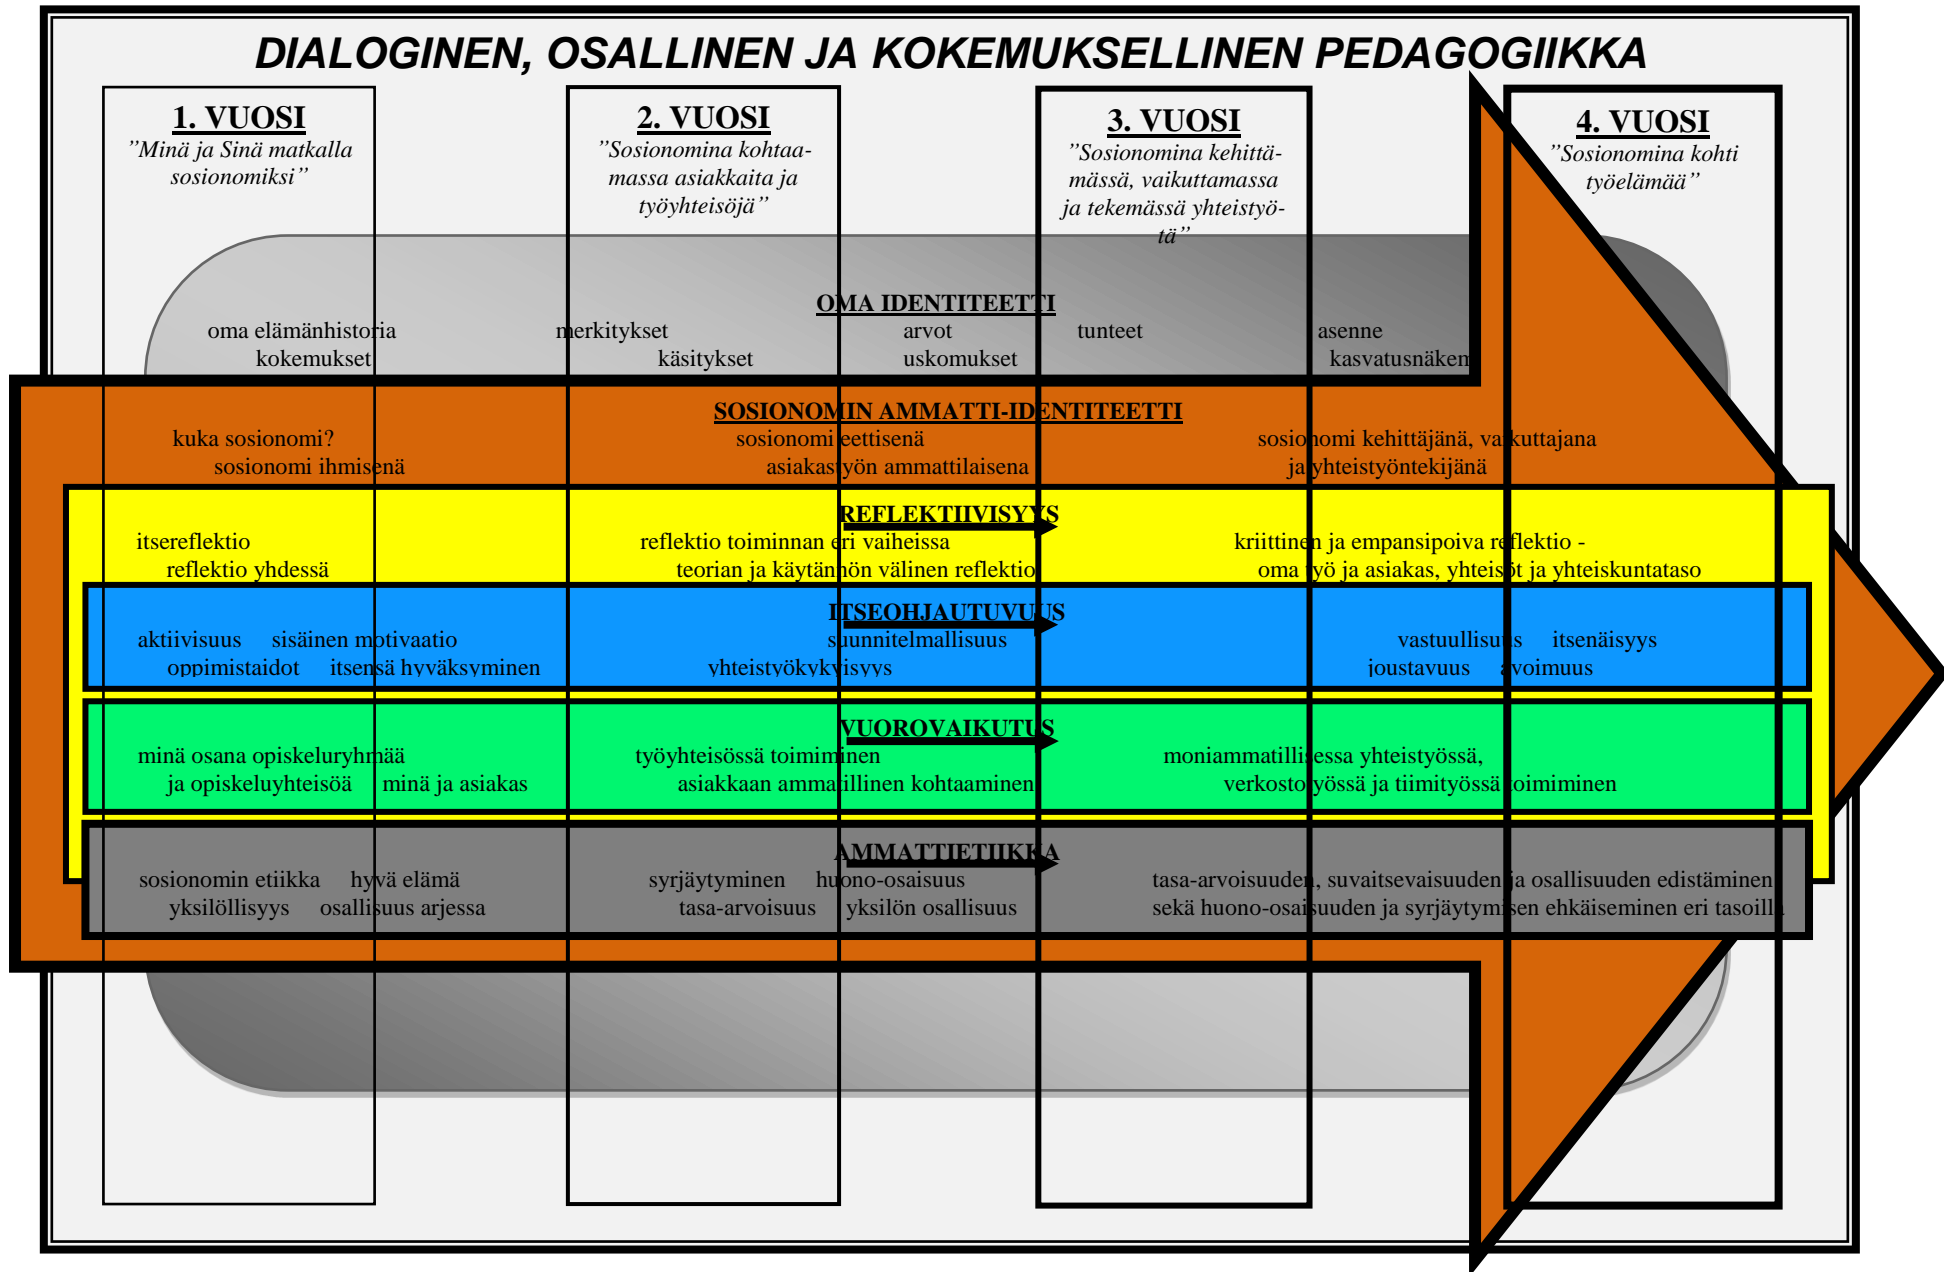 DIALOGINEN, OSALLINEN JA KOKEMUKSELLINEN PEDAGOGIIKKA
1. VUOSI
”Minä ja Sinä matkalla
sosionomiksi”
2. VUOSI
”Sosionomina kohtaa-
massa asiakkaita ja
työyhteisöjä”
3. VUOSI
”Sosionomina kehittä-
mässä, vaikuttamassa
ja tekemässä yhteistyö-
tä”
4. VUOSI
”Sosionomina kohti
työelämää”
OMA IDENTITEETTI
oma elämänhistoria merkitykset arvot tunteet asenne
kokemukset käsitykset uskomukset kasvatusnäkem
SOSIONOMIN AMMATTI-IDENTITEETTI
kuka sosionomi? sosionomi eettisenä sosionomi kehittäjänä, vaikuttajana
sosionomi ihmisenä asiakastyön ammattilaisena ja yhteistyöntekijänä
REFLEKTIIVISYYS
itsereflektio reflektio toiminnan eri vaiheissa kriittinen ja empansipoiva reflektio -
reflektio yhdessä teorian ja käytännön välinen reflektio oma työ ja asiakas, yhteisöt ja yhteiskuntataso
ITSEOHJAUTUVUUS
aktiivisuus sisäinen motivaatio suunnitelmallisuus vastuullisuus itsenäisyys
oppimistaidot itsensä hyväksyminen yhteistyökykyisyys joustavuus avoimuus
VUOROVAIKUTUS
minä osana opiskeluryhmää työyhteisössä toimiminen moniammatillisessa yhteistyössä,
ja opiskeluyhteisöä minä ja asiakas asiakkaan ammatillinen kohtaaminen verkostotyössä ja tiimityössä toimiminen
AMMATTIETIIKKA
sosionomin etiikka hyvä elämä syrjäytyminen huono-osaisuus tasa-arvoisuuden, suvaitsevaisuuden ja osallisuuden edistäminen
yksilöllisyys osallisuus arjessa tasa-arvoisuus yksilön osallisuus sekä huono-osaisuuden ja syrjäytymisen ehkäiseminen eri tasoilla